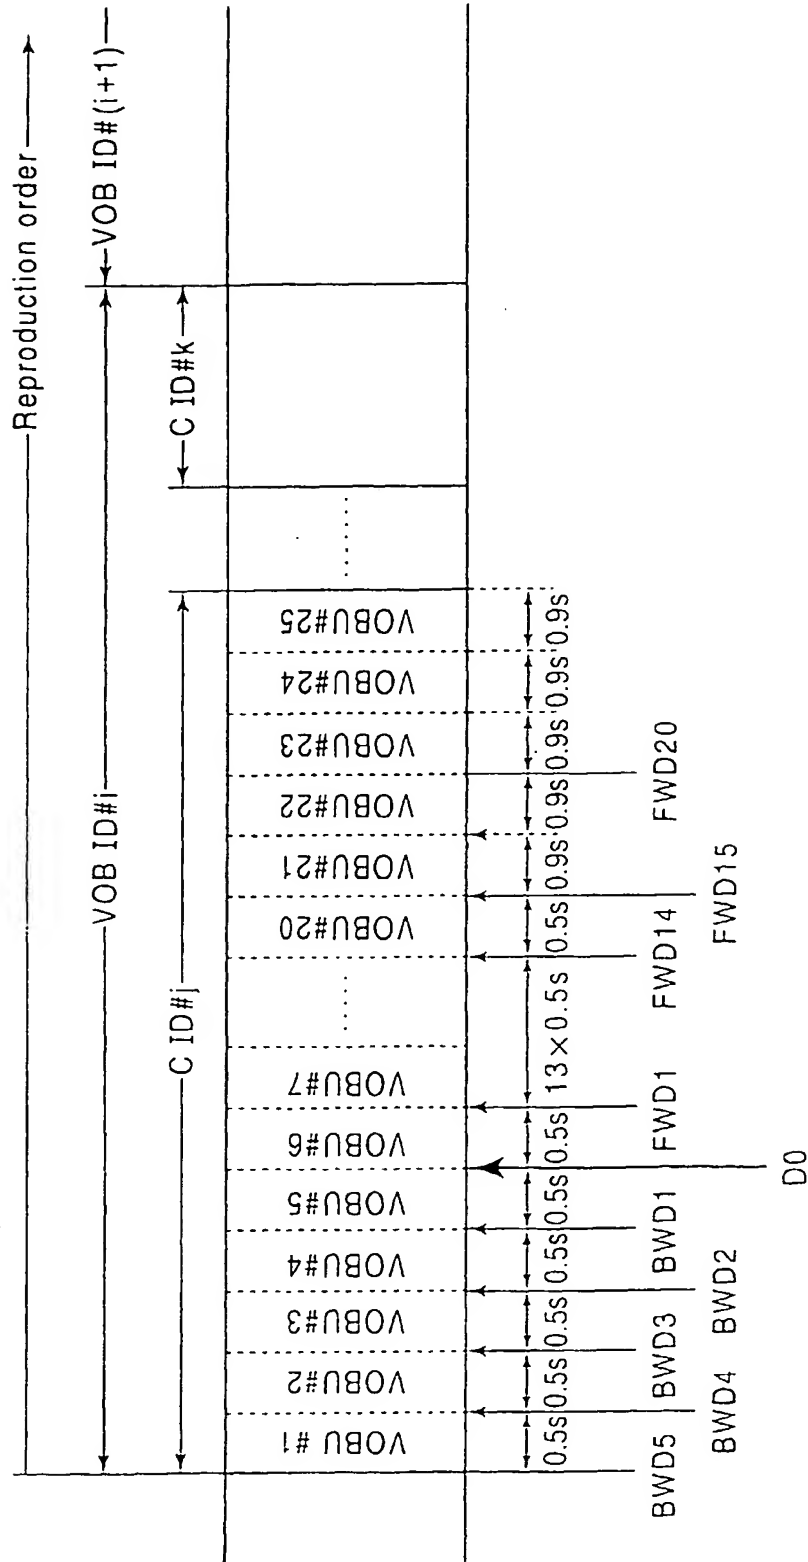 Reproduction order
VOB ID#i
VOB ID#(i+1)
C ID#j
C ID#k
VOBU #1
VOBU#2
VOBU#3
VOBU#4
VOBU#5
VOBU#6
VOBU#7
········
VOBU#20
VOBU#21
VOBU#22
VOBU#23
VOBU#24
VOBU#25
········
0.5s
0.5s
0.5s
0.5s
0.5s
0.5s
13×0.5s
0.5s
0.9s
0.9s
0.9s
0.9s
0.9s
BWD5
BWD4
BWD3
BWD2
BWD1
D0
FWD1
FWD14
FWD15
FWD20